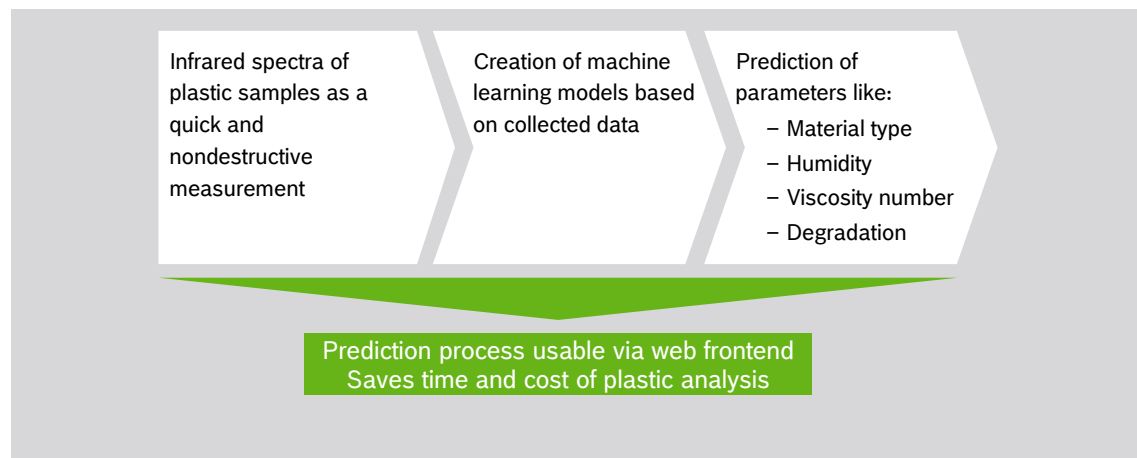 Infrared spectra of
plastic samples as a
quick and
nondestructive
measurement
Creation of machine
learning models based
on collected data
Prediction of
parameters like:
– Material type
– Humidity
– Viscosity number
– Degradation
Prediction process usable via web frontend
Saves time and cost of plastic analysis